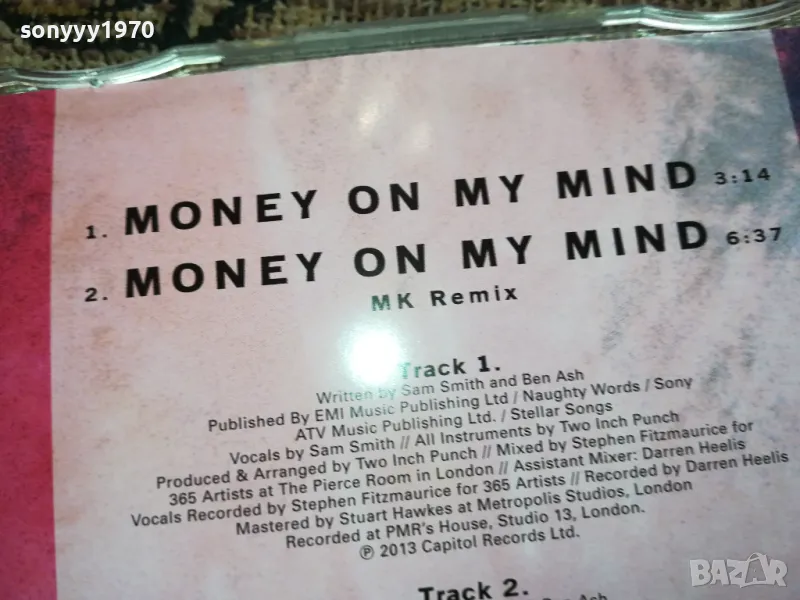 sonyyy1970
1. MONEY ON MY MIND 3:14
2. MONEY ON MY MIND 6:37
MK Remix
Track 1.
Written by Sam Smith and Ben Ash
Published By EMI Music Publishing Ltd / Naughty Words / Sony
ATV Music Publishing Ltd. / Stellar Songs
Vocals by Sam Smith // All Instruments by Two Inch Punch
Produced & Arranged by Two Inch Punch // Mixed by Stephen Fitzmaurice for
365 Artists at The Pierce Room in London // Assistant Mixer: Darren Heelis
Vocals Recorded by Stephen Fitzmaurice for 365 Artists // Recorded by Darren Heelis
Mastered by Stuart Hawkes at Metropolis Studios, London
Recorded at PMR's House, Studio 13, London.
℗ 2013 Capitol Records Ltd.
Track 2.
Ash
BAZAR
bg